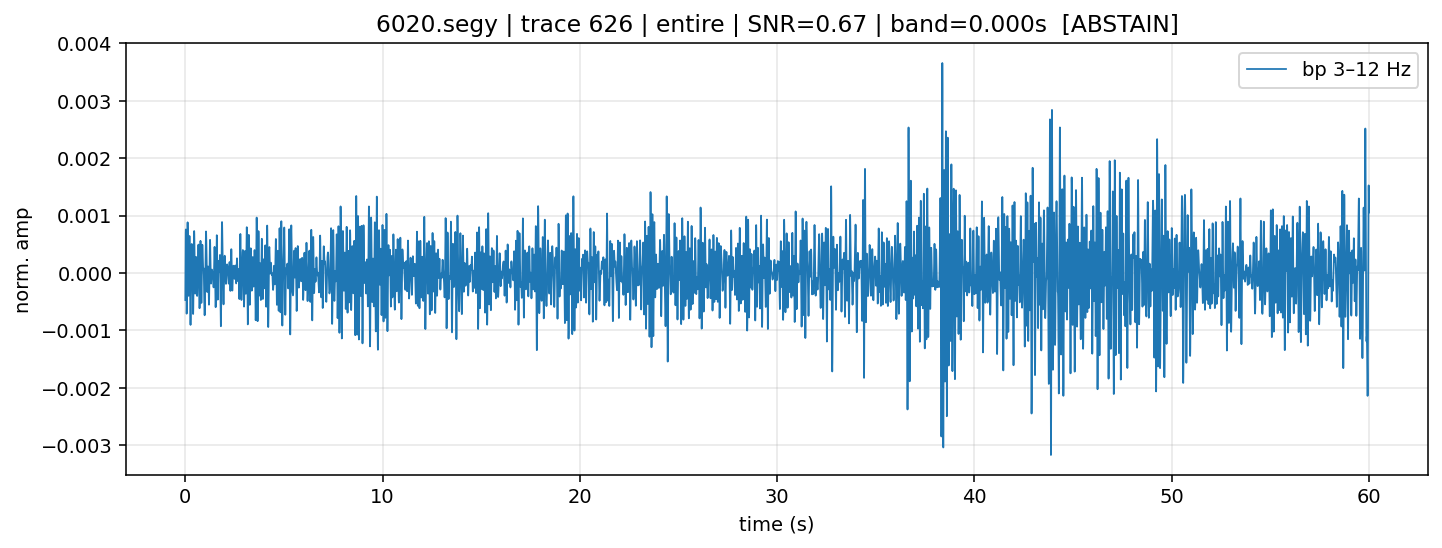 6020.segy | trace 626 | entire | SNR=0.67 | band=0.000s  [ABSTAIN]
bp 3–12 Hz
norm. amp
0.004
0.003
0.002
0.001
0.000
−0.001
−0.002
−0.003
0 10 20 30 40 50 60
time (s)